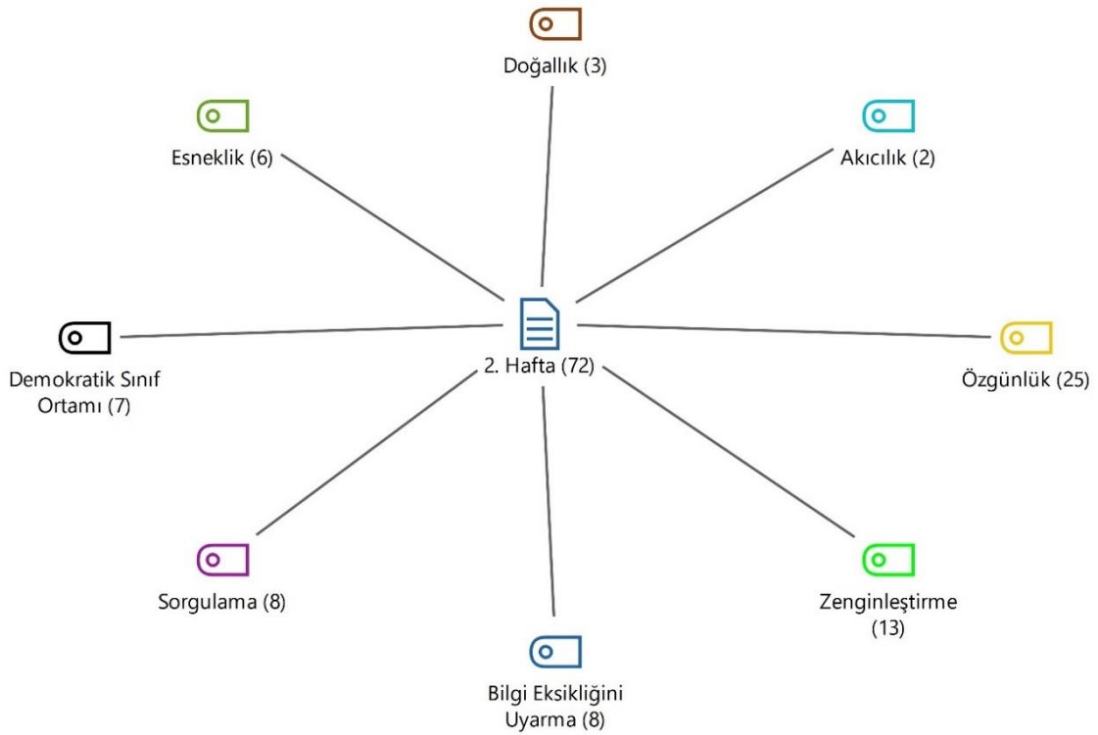 Doğallık (3)
Esneklik (6)
Akıcılık (2)
2. Hafta (72)
Demokratik Sınıf
Ortamı (7)
Özgünlük (25)
Sorgulama (8)
Zenginleştirme
(13)
Bilgi Eksikliğini
Uyarma (8)